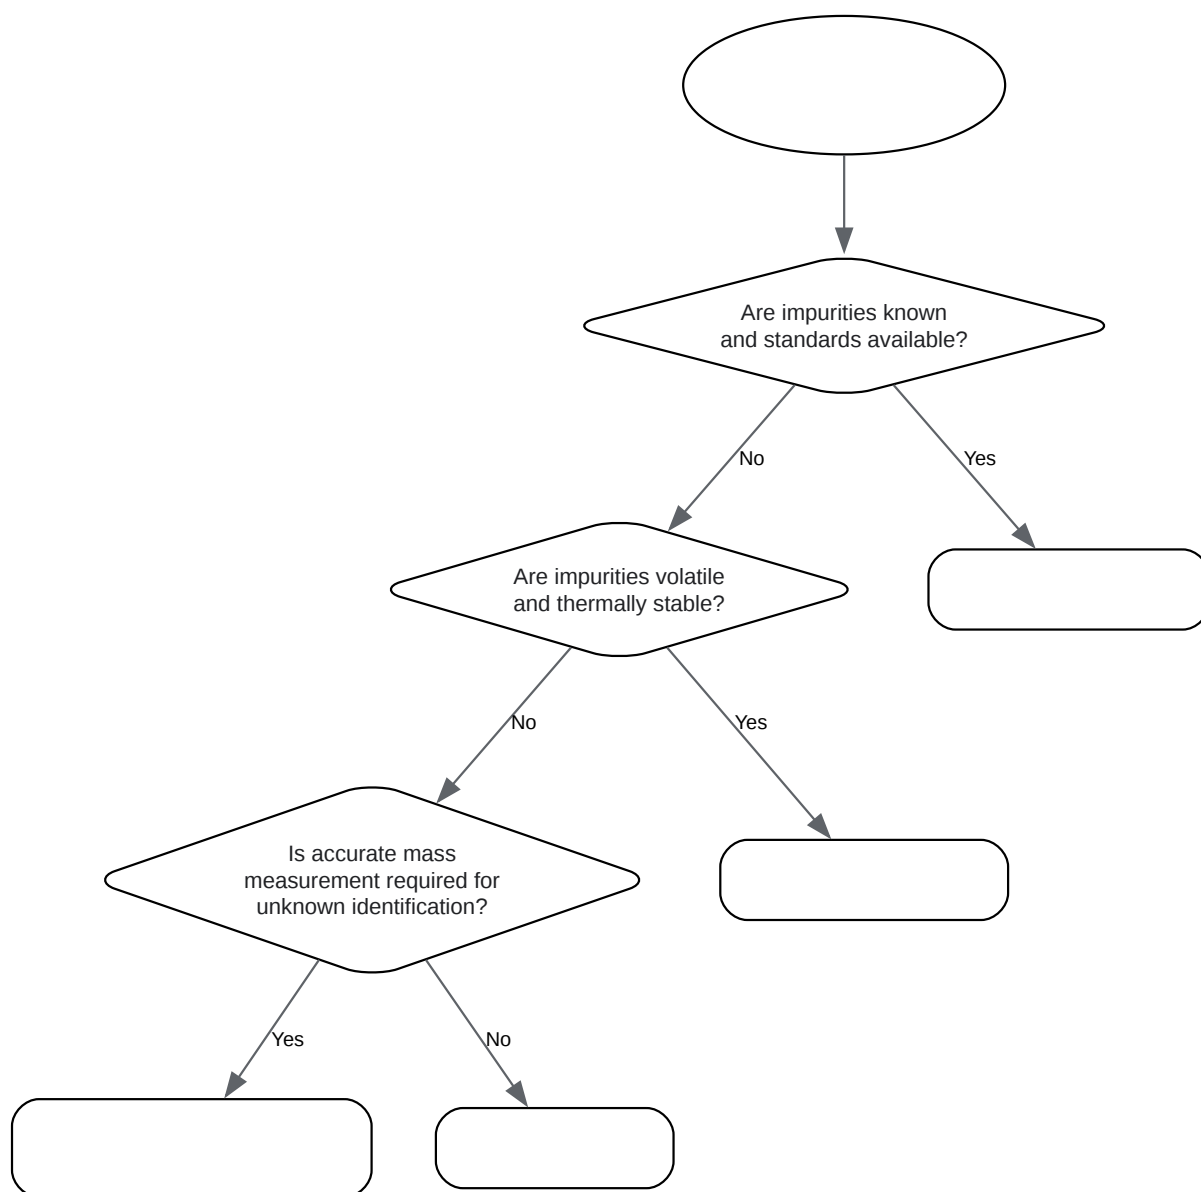 Are impurities known
and standards available?
No
Yes
Are impurities volatile
and thermally stable?
No
Yes
Is accurate mass
measurement required for
unknown identification?
Yes
No